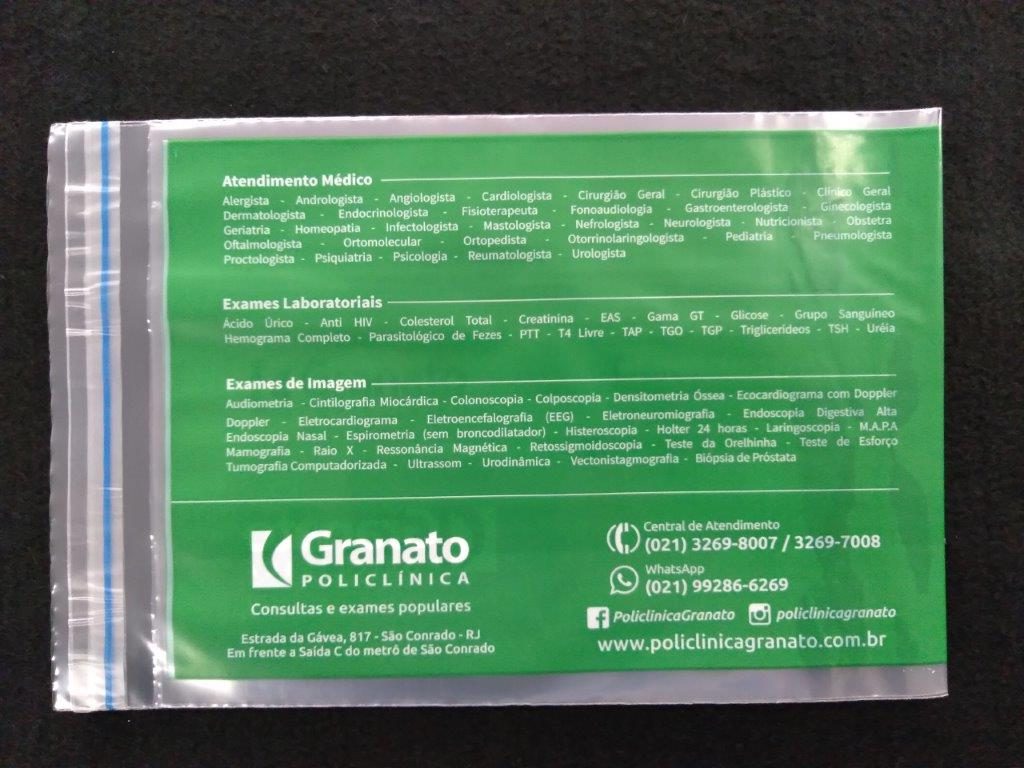 Atendimento Médico
Alergista - Andrologista - Angiologista - Cardiologista - Cirurgião Geral - Cirurgião Plástico - Clínico Geral
Dermatologista - Endocrinologista - Fisioterapeuta - Fonoaudiologia - Gastroenterologista - Ginecologista
Geriatria - Homeopatia - Infectologista - Mastologista - Nefrologista - Neurologista - Nutricionista - Obstetra
Oftalmologista - Ortomolecular - Ortopedista - Otorrinolaringologista - Pediatria - Pneumologista
Proctologista - Psiquiatria - Psicologia - Reumatologista - Urologista
Exames Laboratoriais
Ácido Úrico - Anti HIV - Colesterol Total - Creatinina - EAS - Gama GT - Glicose - Grupo Sanguíneo
Hemograma Completo - Parasitológico de Fezes - PTT - T4 Livre - TAP - TGO - TGP - Triglicerídeos - TSH - Uréia
Exames de Imagem
Audiometria - Cintilografia Miocárdica - Colonoscopia - Colposcopia - Densitometria Óssea - Ecocardiograma com Doppler
Doppler - Eletrocardiograma - Eletroencefalografia (EEG) - Eletroneuromiografia - Endoscopia Digestiva Alta
Endoscopia Nasal - Espirometria (sem broncodilatador) - Histeroscopia - Holter 24 horas - Laringoscopia - M.A.P.A
Mamografia - Raio X - Ressonância Magnética - Retossigmoidoscopia - Teste da Orelhinha - Teste de Esforço
Tumografia Computadorizada - Ultrassom - Urodinâmica - Vectonistagmografia - Biópsia de Próstata
Granato
POLICLÍNICA
Consultas e exames populares
Estrada da Gávea, 817 - São Conrado - RJ
Em frente a Saída C do metrô de São Conrado
Central de Atendimento
(021) 3269-8007 / 3269-7008
WhatsApp
(021) 99286-6269
PoliclinicaGranato policlinicagranato
www.policlinicagranato.com.br